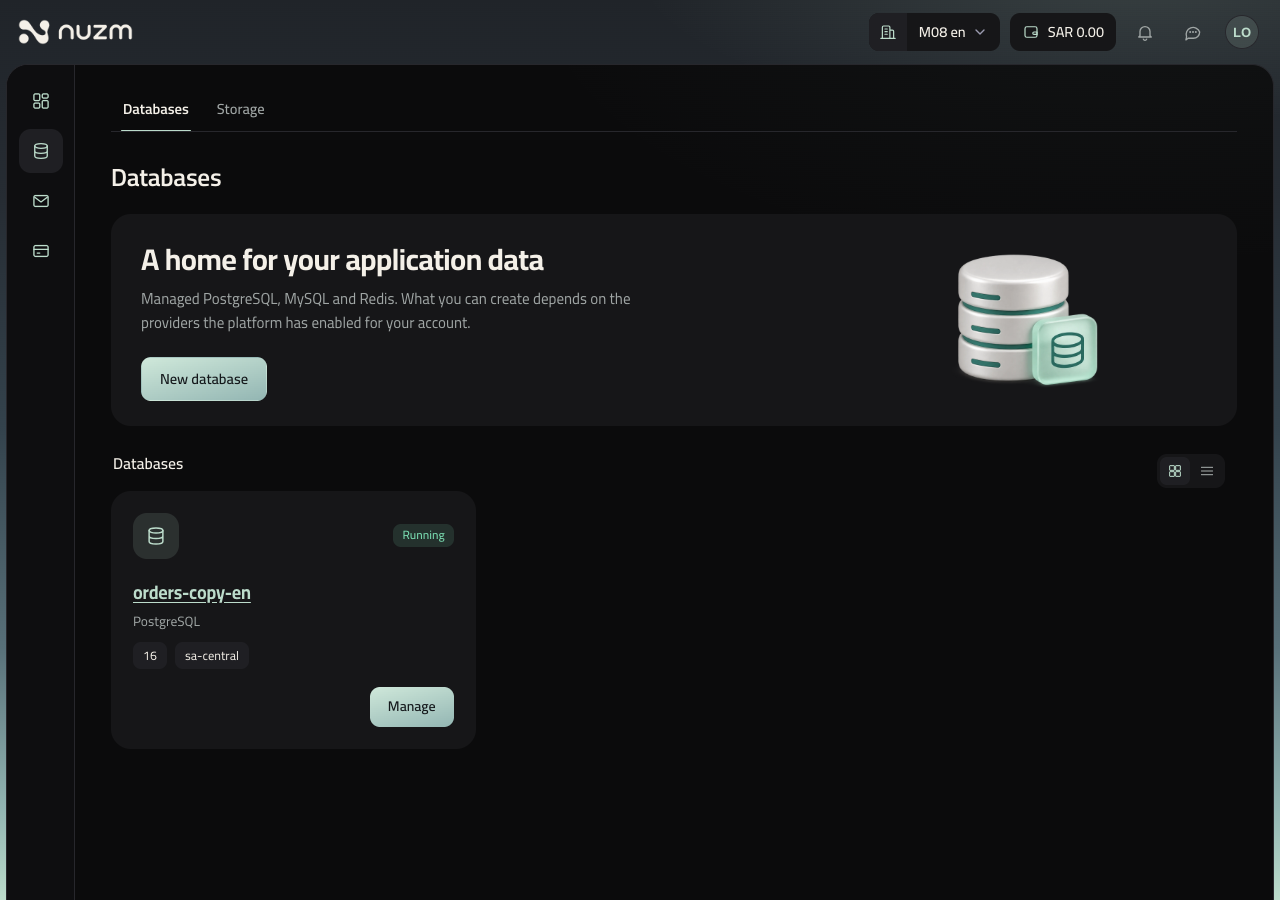 nuzm
M08 en
SAR 0.00
LO
Databases
Storage
Databases
A home for your application data
Managed PostgreSQL, MySQL and Redis. What you can create depends on the
providers the platform has enabled for your account.
New database
Databases
Running
orders-copy-en
PostgreSQL
16
sa-central
Manage